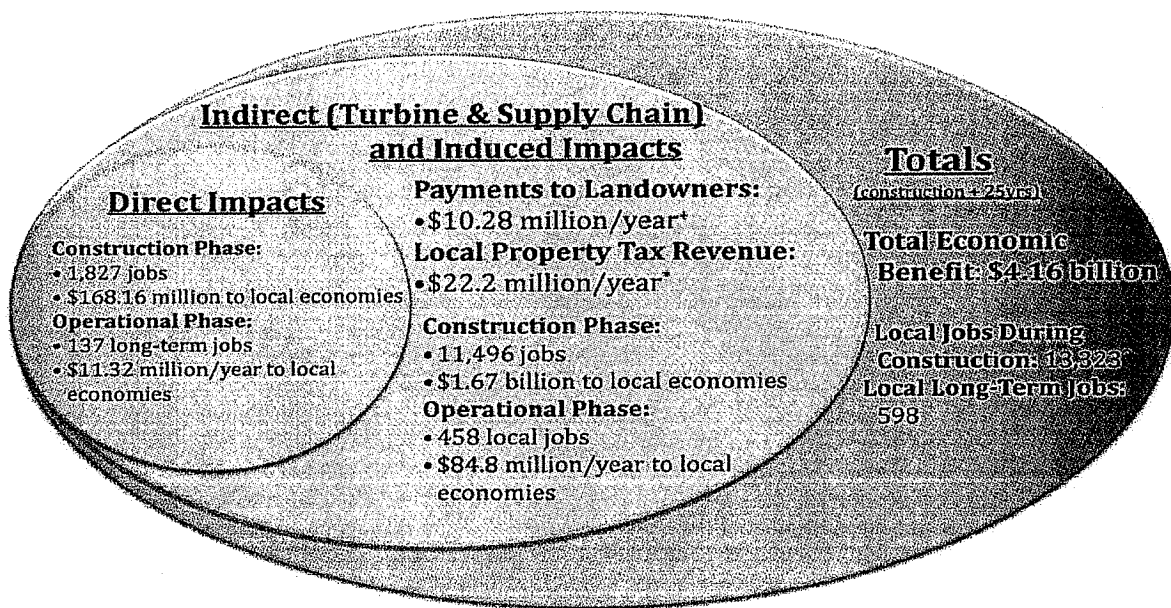 Direct Impacts
Construction Phase:
• 1,827 jobs
• $168.16 million to local economies
Operational Phase:
• 137 long-term jobs
• $11.32 million/year to local
economies
Indirect (Turbine & Supply Chain)
and Induced Impacts
Payments to Landowners:
• $10.28 million/year⁺
Local Property Tax Revenue:
• $22.2 million/year*
Construction Phase:
• 11,496 jobs
• $1.67 billion to local economies
Operational Phase:
• 458 local jobs
• $84.8 million/year to local
economies
Totals
(construction + 25yrs)
Total Economic
Benefit: $4.16 billion
Local Jobs During
Construction: 13,323
Local Long-Term Jobs:
598